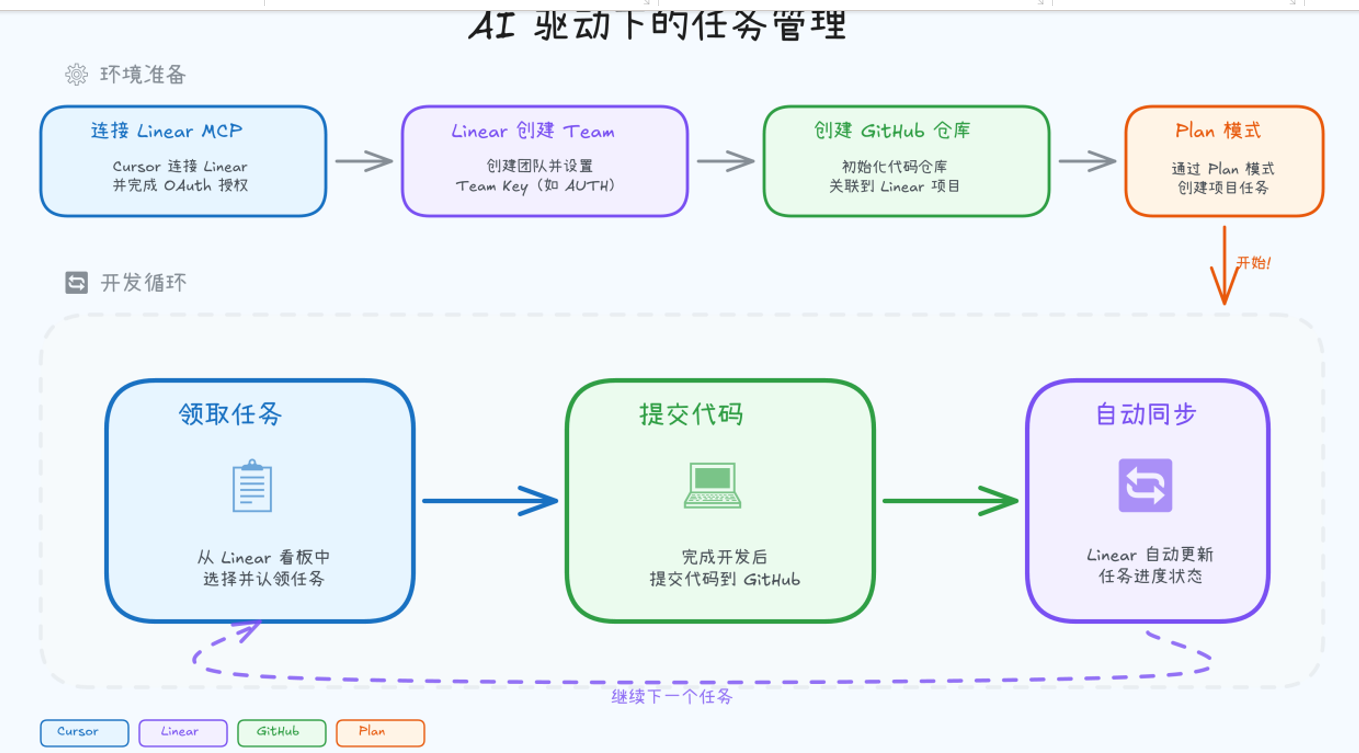 AI 驱动下的任务管理
环境准备
连接 Linear MCP
Cursor 连接 Linear
并完成 OAuth 授权
Linear 创建 Team
创建团队并设置
Team Key（如 AUTH）
创建 GitHub 仓库
初始化代码仓库
关联到 Linear 项目
Plan 模式
通过 Plan 模式
创建项目任务
开始!
开发循环
领取任务
从 Linear 看板中
选择并认领任务
提交代码
完成开发后
提交代码到 GitHub
自动同步
Linear 自动更新
任务进度状态
继续下一个任务
Cursor
Linear
GitHub
Plan